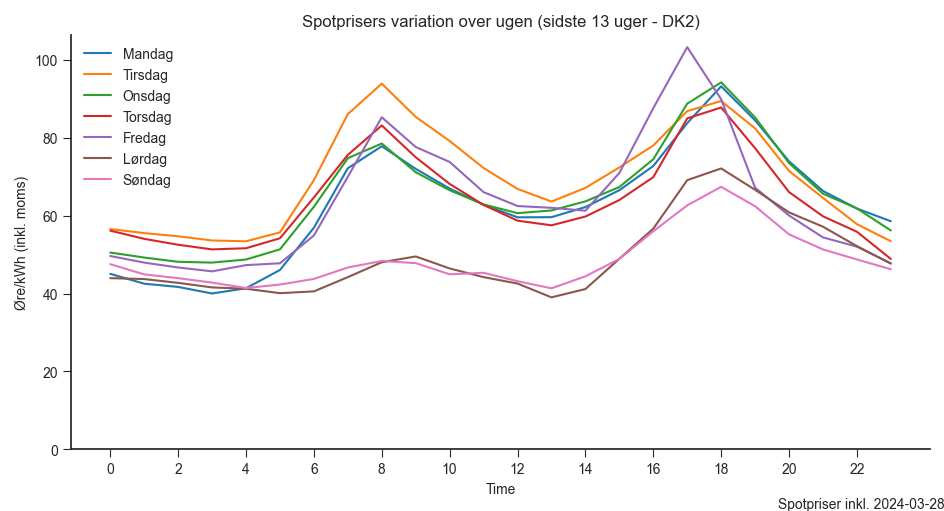 Spotprisers variation over ugen (sidste 13 uger - DK2)
Øre/kWh (inkl. moms)
100
80
60
40
20
0
Mandag
Tirsdag
Onsdag
Torsdag
Fredag
Lørdag
Søndag
0 2 4 6 8 10 12 14 16 18 20 22
Time
Spotpriser inkl. 2024-03-28